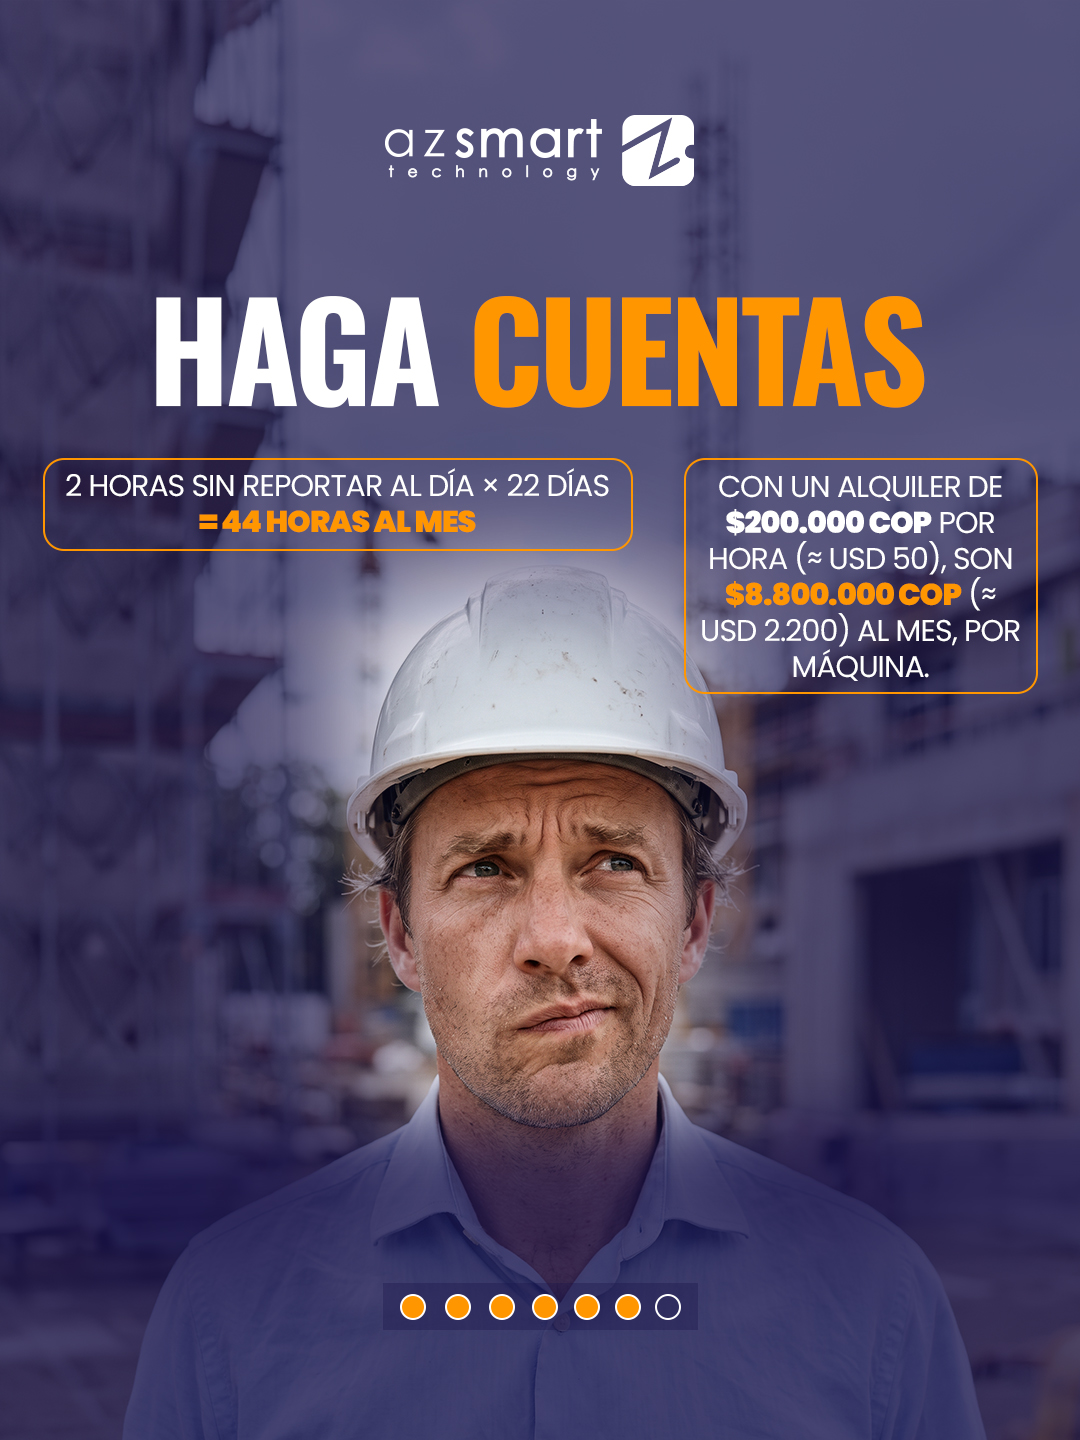 az smart
technology
HAGA CUENTAS
2 HORAS SIN REPORTAR AL DÍA × 22 DÍAS
= 44 HORAS AL MES
CON UN ALQUILER DE
$200.000 COP POR
HORA (≈ USD 50), SON
$8.800.000 COP (≈
USD 2.200) AL MES, POR
MÁQUINA.